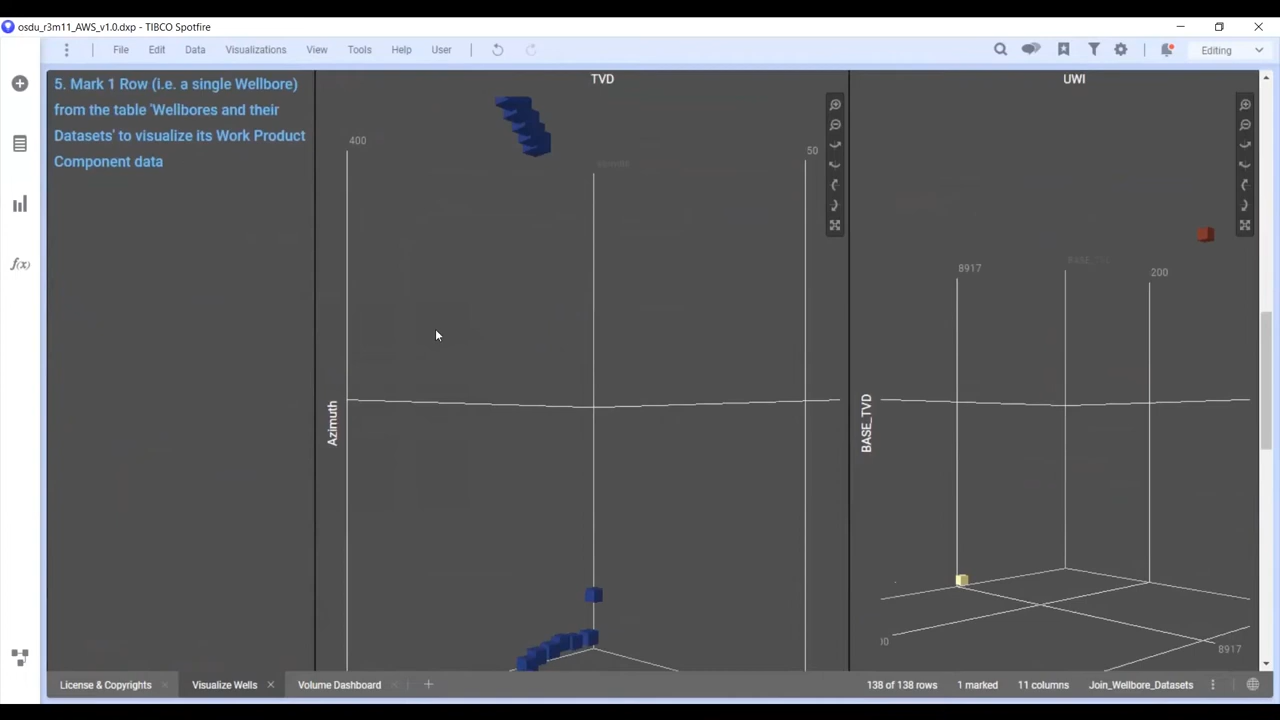 osdu_r3m11_AWS_v1.0.dxp - TIBCO Spotfire
File Edit Data Visualizations View Tools Help User Editing
5. Mark 1 Row (i.e. a single Wellbore)
from the table 'Wellbores and their
Datasets' to visualize its Work Product
Component data
TVD
400
50
Azimuth
UWI
8917
BASE_TVD
200
BASE_TVD
8917
f(x)
License & Copyrights Visualize Wells Volume Dashboard 138 of 138 rows 1 marked 11 columns Join_Wellbore_Datasets